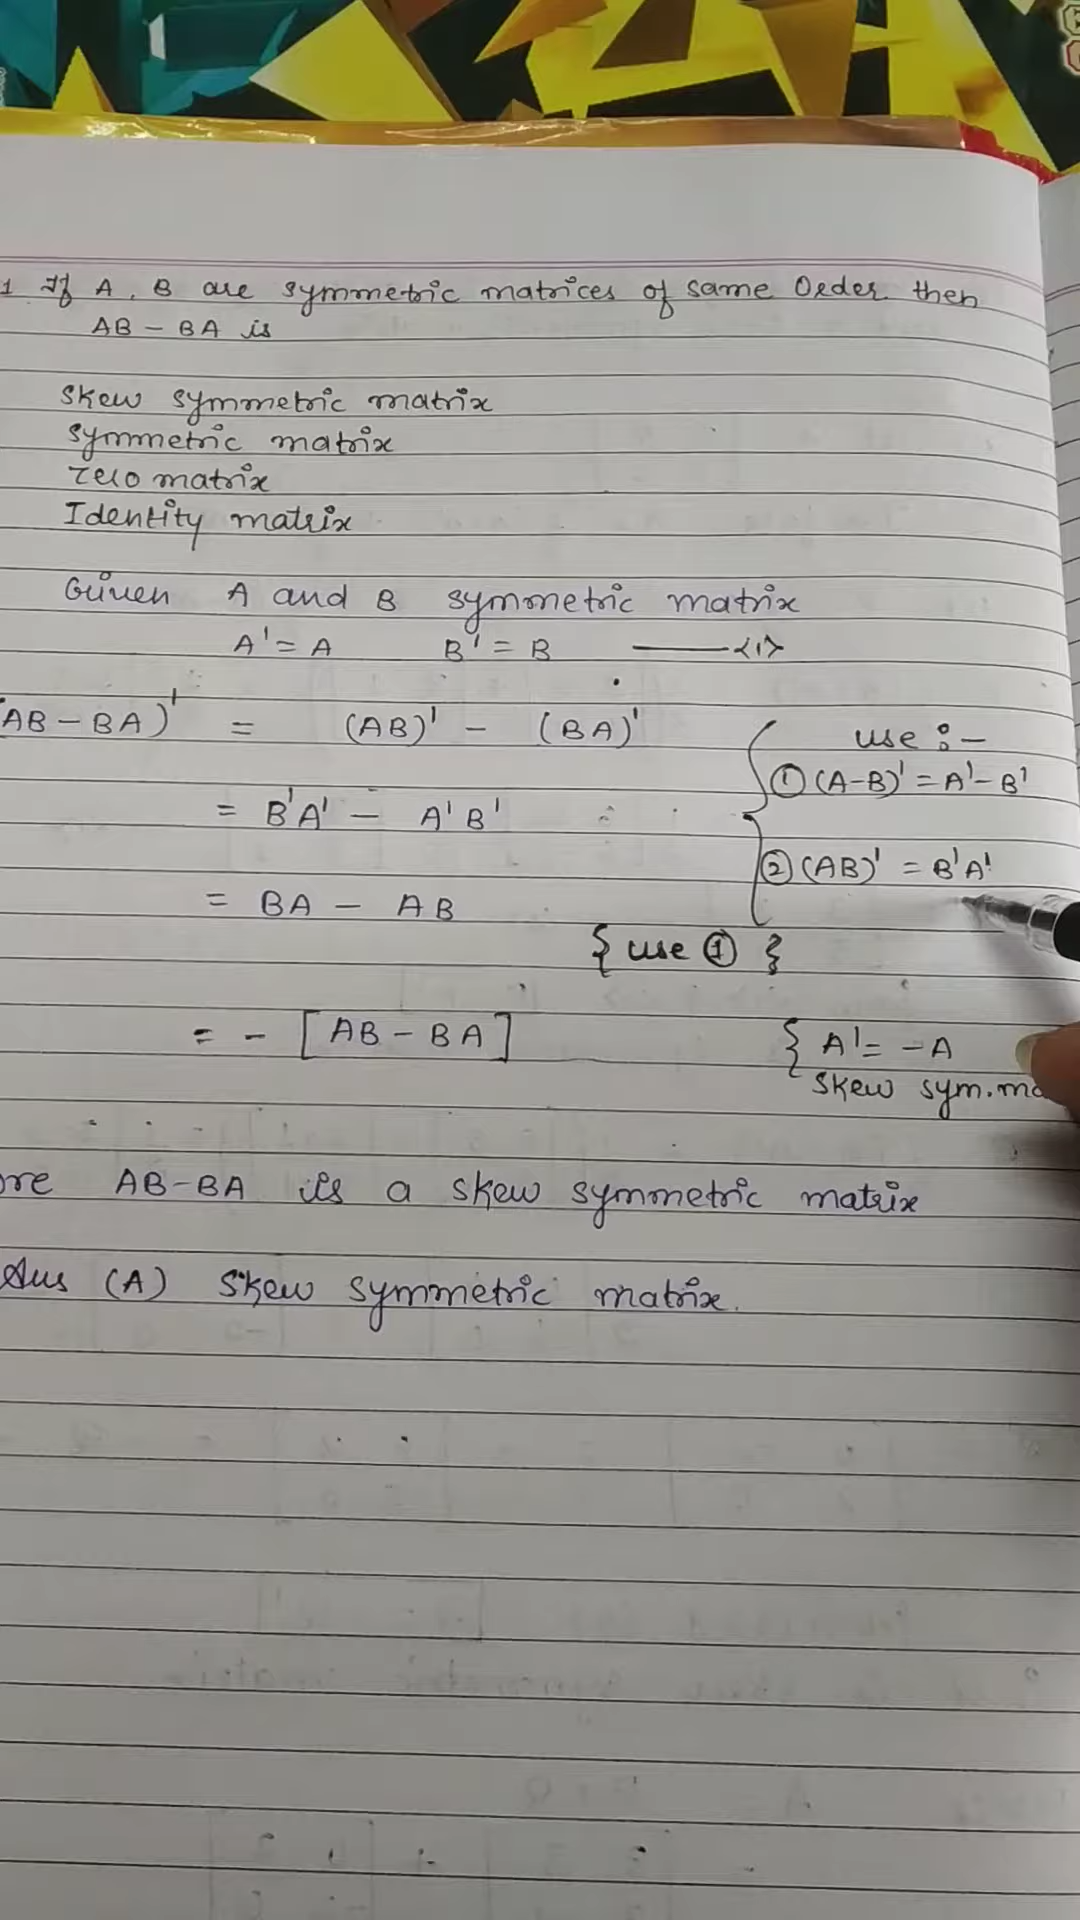 1 If A, B are symmetric matrices of same Order then
AB - BA is
Skew symmetric matrix
symmetric matrix
Zero matrix
Identity matrix
Given A and B symmetric matrix
A' = A B' = B ——<1>
(AB - BA)' = (AB)' - (BA)'
use :-
① (A-B)' = A' - B'
= B'A' - A'B'
② (AB)' = B'A'
= BA - AB
{ use ① }
= - [AB - BA]
{ A' = -A
Skew sym.
AB-BA is a skew symmetric matrix
Ans (A) Skew symmetric matrix.